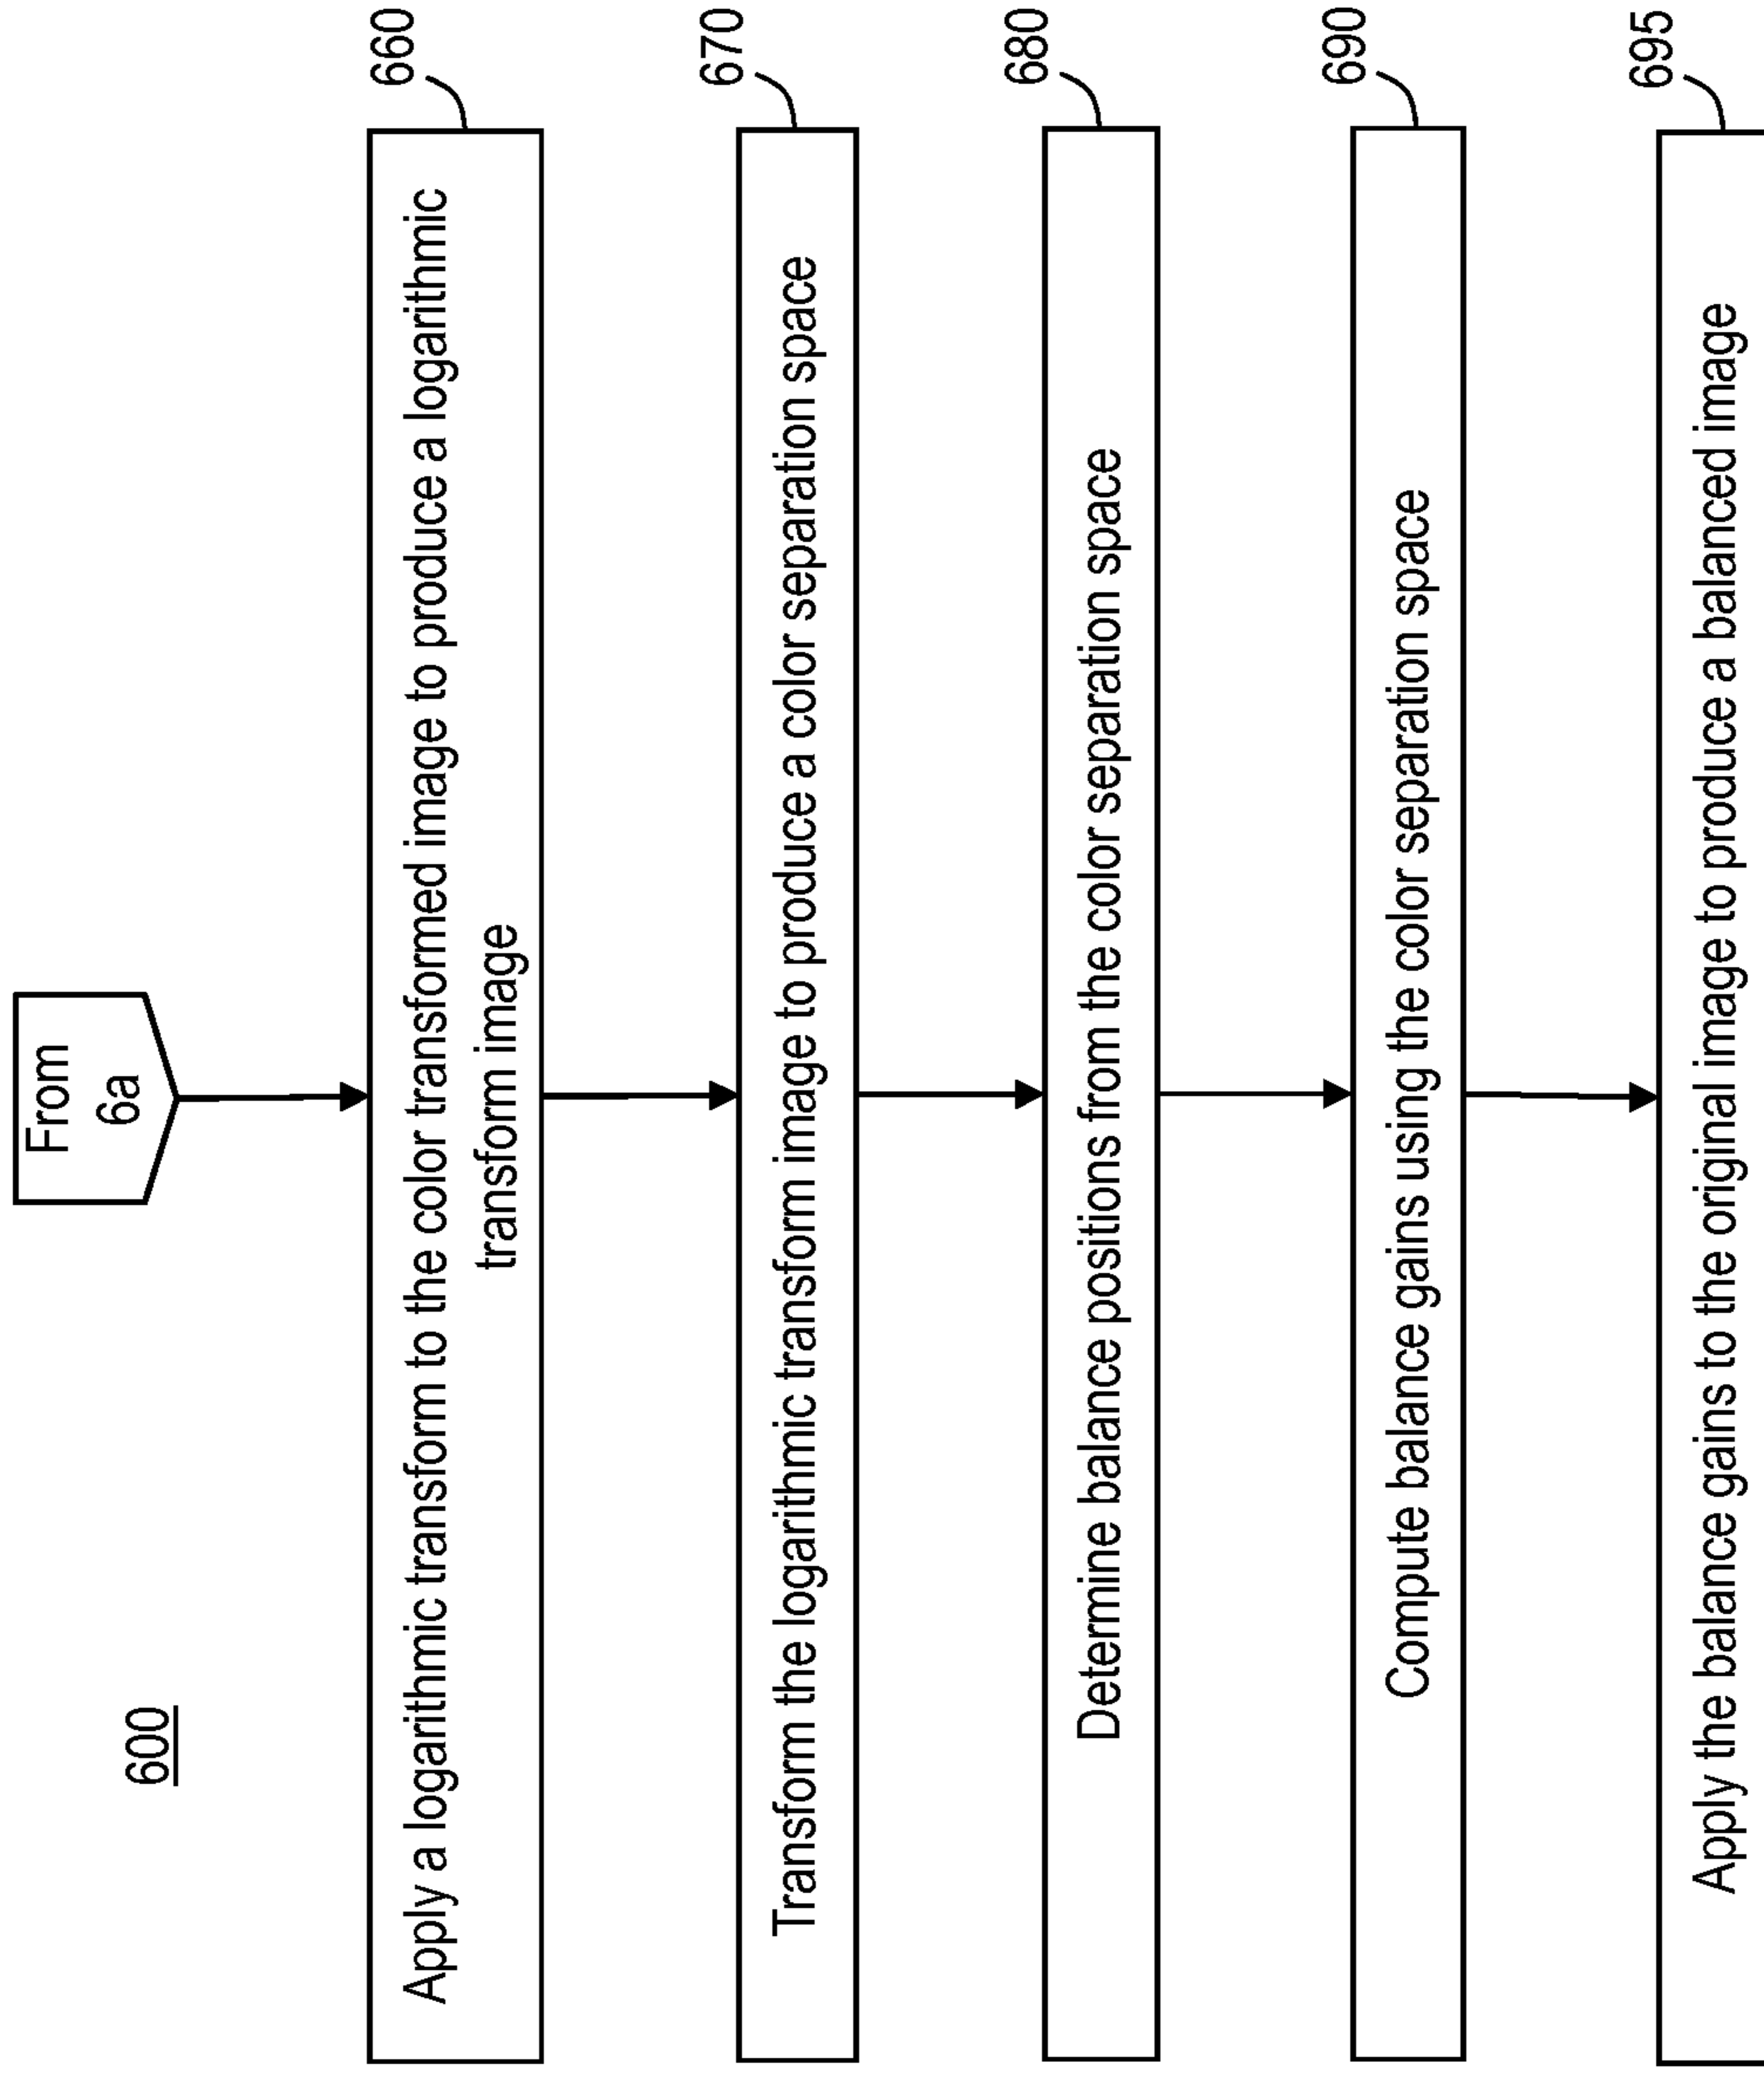 600
From
6a
660
Apply a logarithmic transform to the color transformed image to produce a logarithmic
transform image
670
Transform the logarithmic transform image to produce a color separation space
680
Determine balance positions from the color separation space
690
Compute balance gains using the color separation space
695
Apply the balance gains to the original image to produce a balanced image